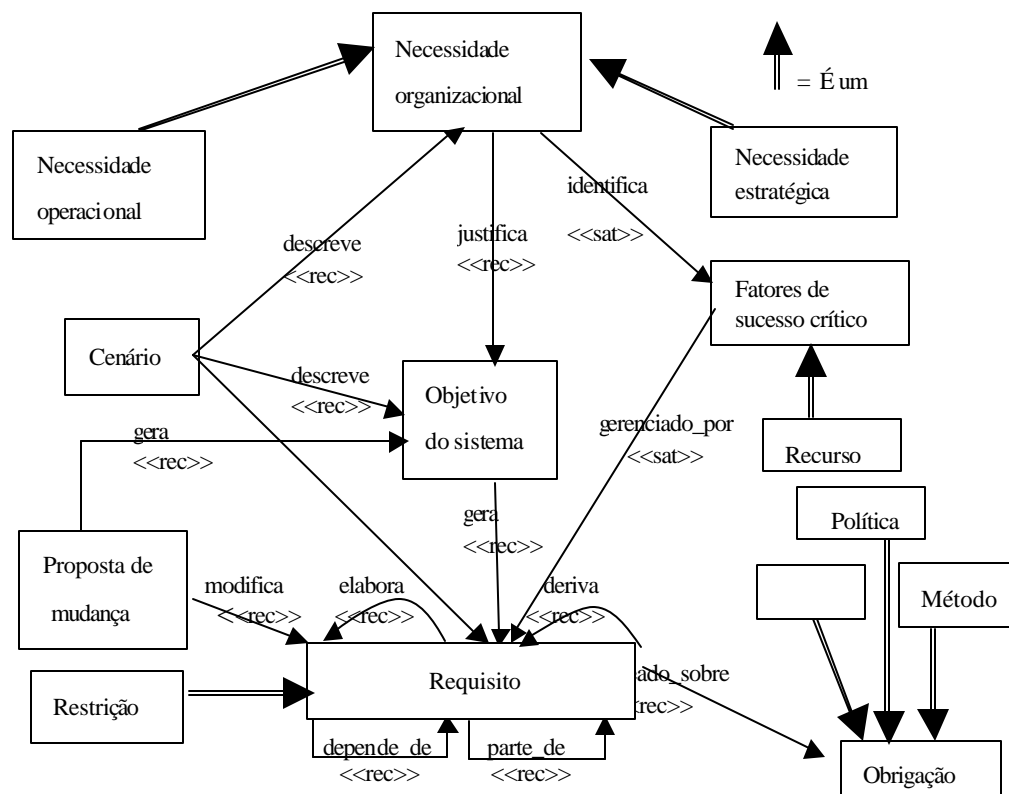 Necessidade
organizacional
= É um
Necessidade
operacional
Necessidade
estratégica
identifica
<<sat>>
descreve
<<rec>>
justifica
<<rec>>
Fatores de
sucesso crítico
Cenário
descreve
<<rec>>
Objetivo
do sistema
gera
<<rec>>
gerenciado_por
<<sat>>
Recurso
Política
gera
<<rec>>
Proposta de
mudança
modifica
<<rec>>
elabora
<<rec>>
deriva
<<rec>>
Método
Requisito
ado_sobre
rec>>
Restrição
depende_de
<<rec>>
parte_de
<<rec>>
Obrigação